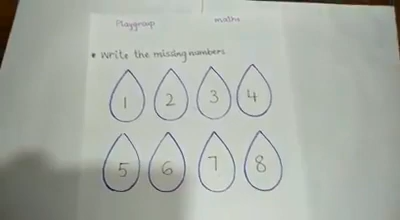 Playgroup maths
• Write the missing numbers
1 2 3 4
5 6 7 8